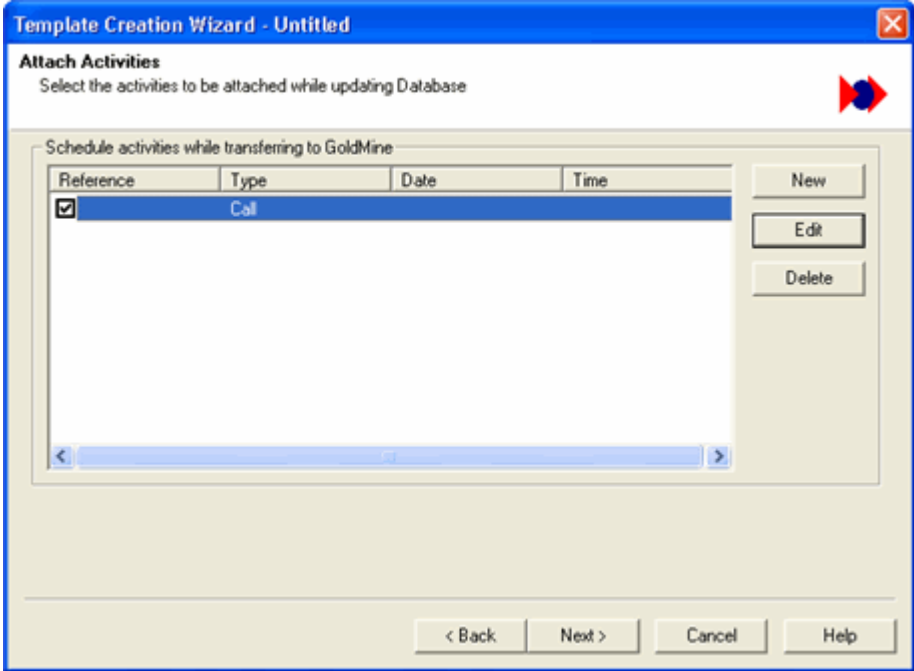 Template Creation Wizard - Untitled
Attach Activities
Select the activities to be attached while updating Database
Schedule activities while transferring to GoldMine
Reference Type Date Time
Call
New
Edit
Delete
< Back Next > Cancel Help